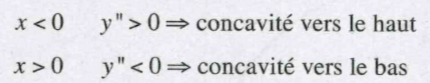 x < 0 y" > 0 ⇒ concavité vers le haut
x > 0 y" < 0 ⇒ concavité vers le bas